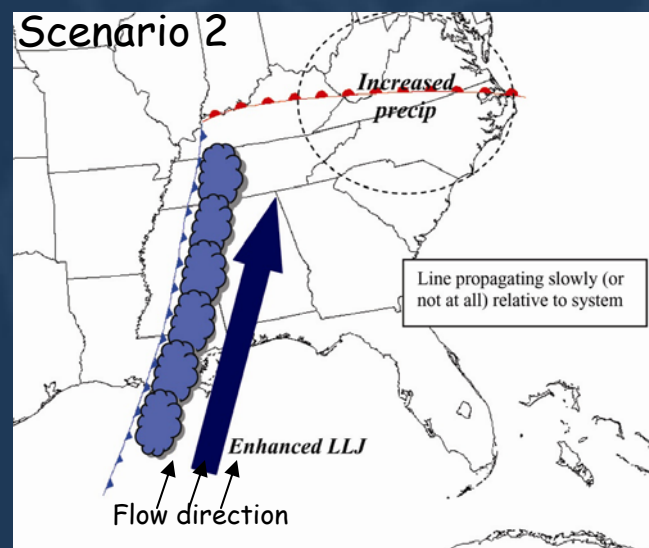 Scenario 2
Increased
precip
Line propagating slowly (or
not at all) relative to system
Enhanced LLJ
Flow direction